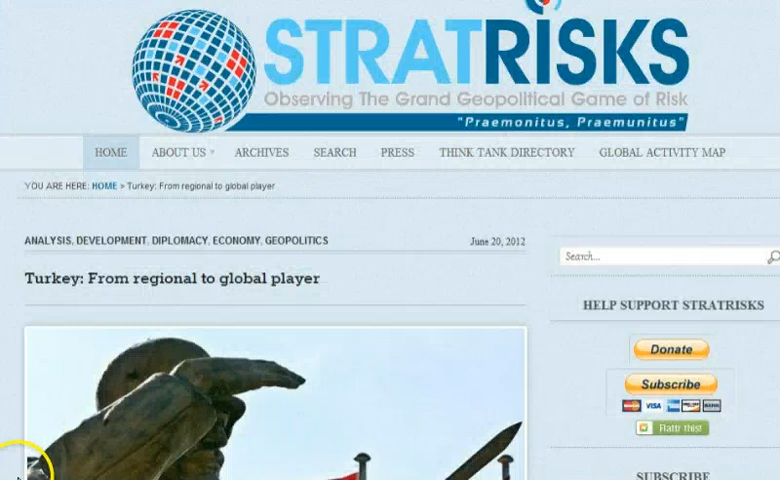 STRATRISKS
Observing The Grand Geopolitical Game of Risk
"Praemonitus, Praemunitus"
HOME ABOUT US ARCHIVES SEARCH PRESS THINK TANK DIRECTORY GLOBAL ACTIVITY MAP
YOU ARE HERE: HOME > Turkey: From regional to global player
ANALYSIS, DEVELOPMENT, DIPLOMACY, ECONOMY, GEOPOLITICS June 20, 2012
Search...
Turkey: From regional to global player
HELP SUPPORT STRATRISKS
Donate
Subscribe
VISA
Flattr this!
SUBSCRIBE